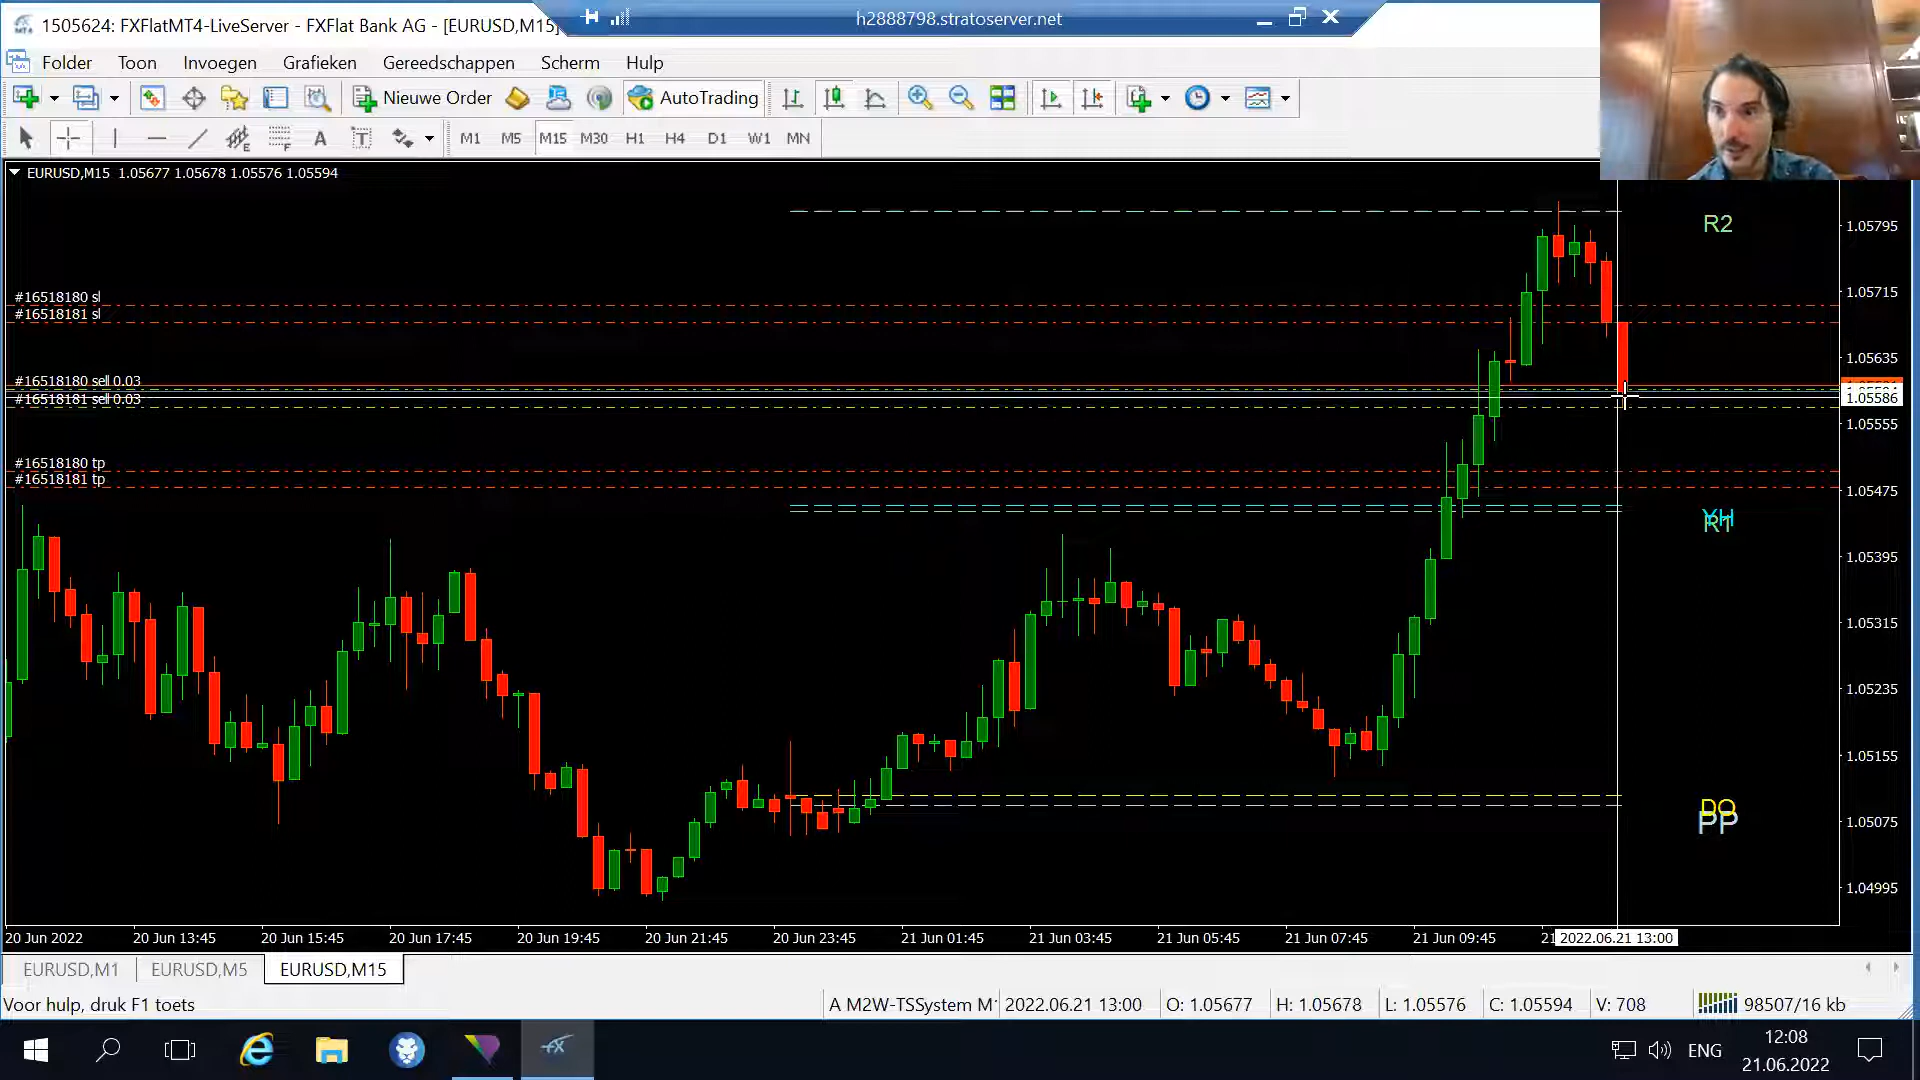 1505624: FXFlatMT4-LiveServer - FXFlat Bank AG - [EURUSD,M15]
h2888798.stratoserver.net
Folder Toon Invoegen Grafieken Gereedschappen Scherm Hulp
Nieuwe Order AutoTrading
A T E F
M1 M5 M15 M30 H1 H4 D1 W1 MN
EURUSD,M15 1.05677 1.05678 1.05576 1.05594
R2
1.05795
#16518180 sl
1.05715
#16518181 sl
1.05635
#16518180 sell 0.03
#16518181 sell 0.03
1.05586
1.05555
#16518180 tp
#16518181 tp
1.05475
YH
R1
1.05395
1.05315
1.05235
1.05155
DO
PP
1.05075
1.04995
20 Jun 2022 20 Jun 13:45 20 Jun 15:45 20 Jun 17:45 20 Jun 19:45 20 Jun 21:45 20 Jun 23:45 21 Jun 01:45 21 Jun 03:45 21 Jun 05:45 21 Jun 07:45 21 Jun 09:45 21 2022.06.21 13:00
EURUSD,M1 EURUSD,M5 EURUSD,M15
Voor hulp, druk F1 toets A M2W-TSSystem M 2022.06.21 13:00 O: 1.05677 H: 1.05678 L: 1.05576 C: 1.05594 V: 708 98507/16 kb
ENG
12:08
21.06.2022